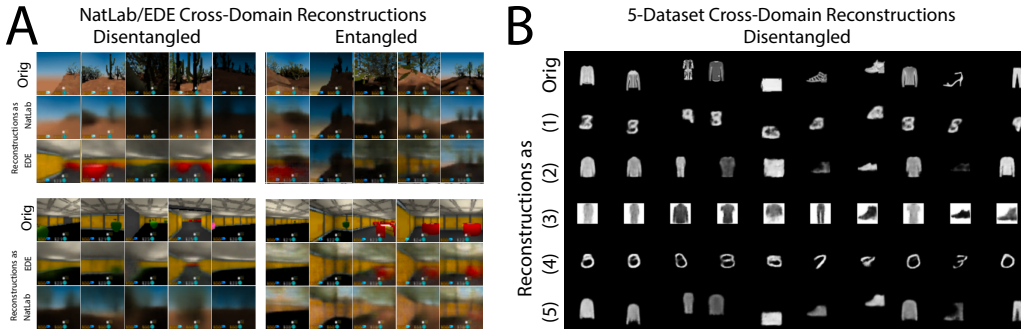 A
NatLab/EDE Cross-Domain Reconstructions
Disentangled
Entangled
Orig
Reconstructions as
NatLab
EDE
Orig
Reconstructions as
EDE
NatLab
B
5-Dataset Cross-Domain Reconstructions
Disentangled
Orig
Reconstructions as
(1)
(2)
(3)
(4)
(5)